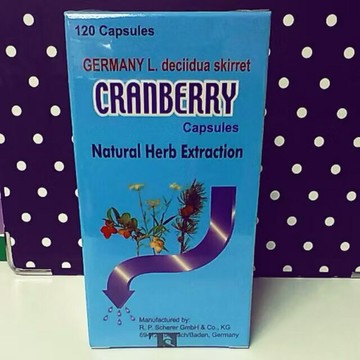 120 Capsules
GERMANY L. deciidua skirret
CRANBERRY
Capsules
Natural Herb Extraction
Manufactured by:
R. P. Scherer GmbH & Co., KG
/Baden, Germany